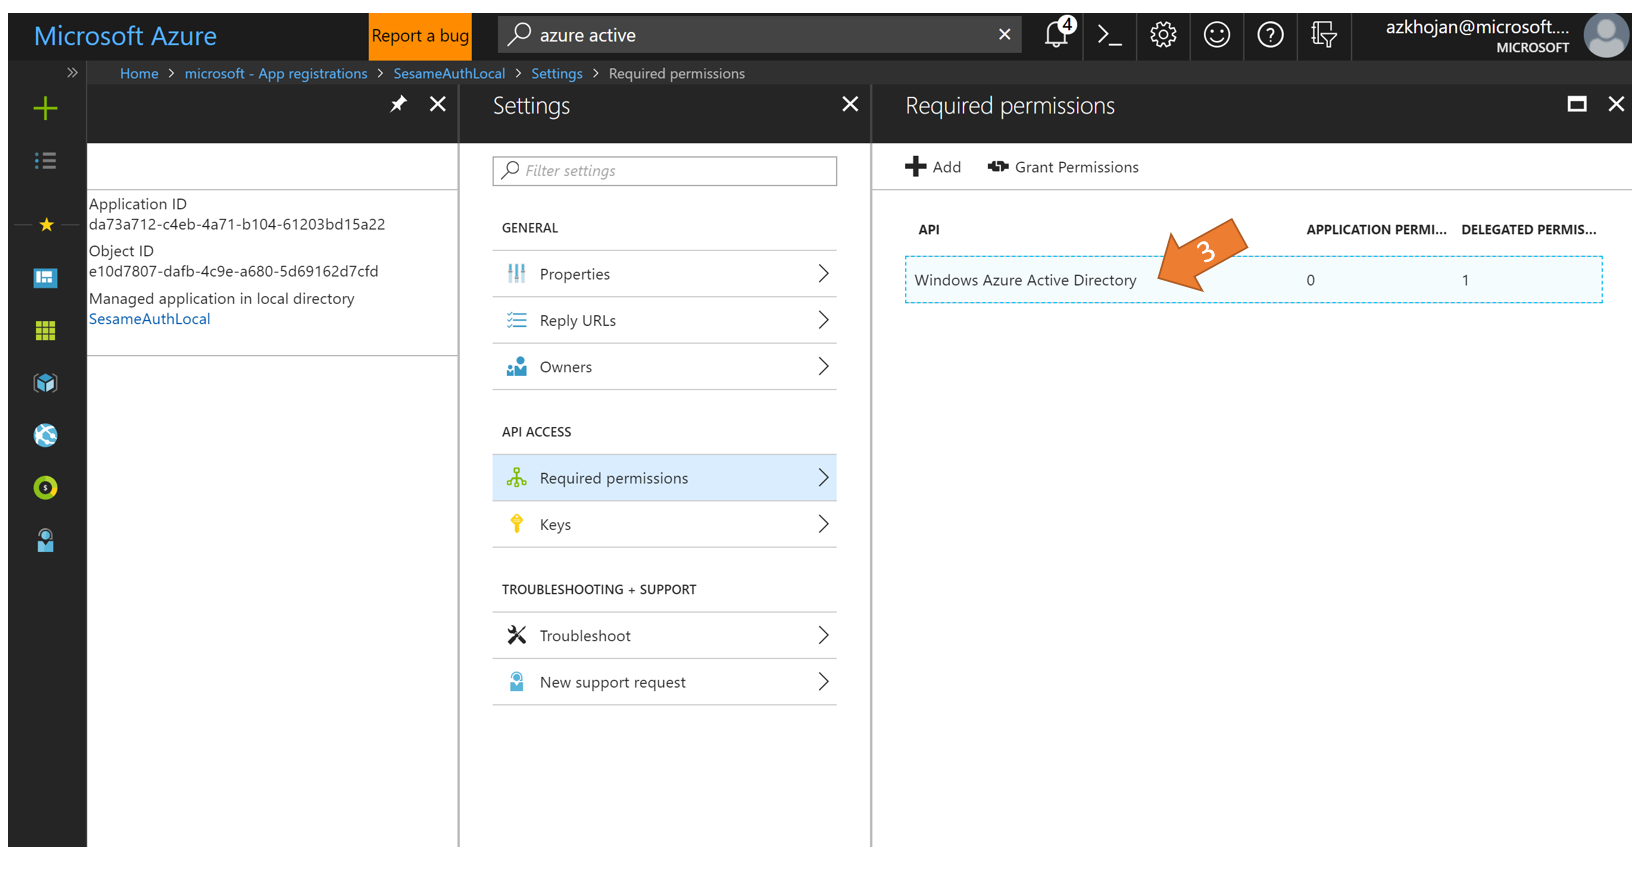 Microsoft Azure
Report a bug
azure active
4
azkhojan@microsoft....
MICROSOFT
Home > microsoft - App registrations > SesameAuthLocal > Settings > Required permissions
Settings
Required permissions
Filter settings
Add
Grant Permissions
Application ID
da73a712-c4eb-4a71-b104-61203bd15a22
Object ID
e10d7807-dafb-4c9e-a680-5d69162d7cfd
Managed application in local directory
SesameAuthLocal
GENERAL
Properties
Reply URLs
Owners
API ACCESS
Required permissions
Keys
TROUBLESHOOTING + SUPPORT
Troubleshoot
New support request
API
APPLICATION PERMI...
DELEGATED PERMIS...
3
Windows Azure Active Directory
0
1